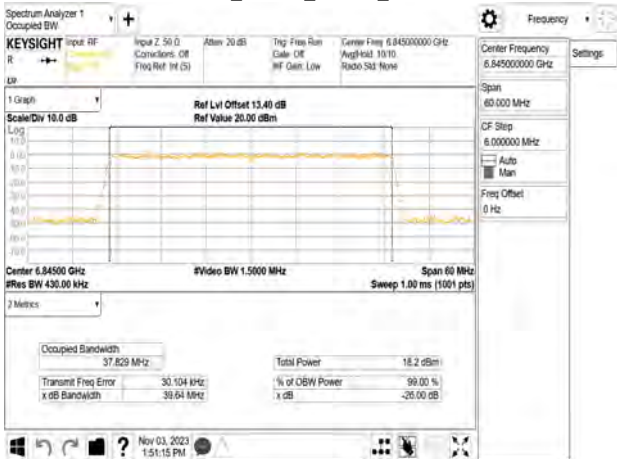 Spectrum Analyzer 1
Occupied BW
Frequency
KEYSIGHT
Input: RF
Input Z: 50 Ω
Atten: 20 dB
Trig: Free Run
Center Freq: 6.845000000 GHz
R
Corrections: Off
Gate: Off
Avg|Hold: 10/10
Freq Ref: Int (S)
#IF Gain: Low
Radio Std: None
Center Frequency
6.845000000 GHz
Settings
Span
60.000 MHz
CF Step
6.000000 MHz
Auto
Man
Freq Offset
0 Hz
1 Graph
Ref Lvl Offset 13.40 dB
Scale/Div 10.0 dB
Ref Value 20.00 dBm
Log
10.0
0.00
Center 6.84500 GHz
#Video BW 1.5000 MHz
Span 60 MHz
#Res BW 430.00 kHz
Sweep 1.00 ms (1001 pts)
2 Metrics
Occupied Bandwidth
37.829 MHz
Total Power
18.2 dBm
Transmit Freq Error
30.104 kHz
% of OBW Power
99.00 %
x dB Bandwidth
39.64 MHz
x dB
-26.00 dB
Nov 03, 2023
1:51:15 PM